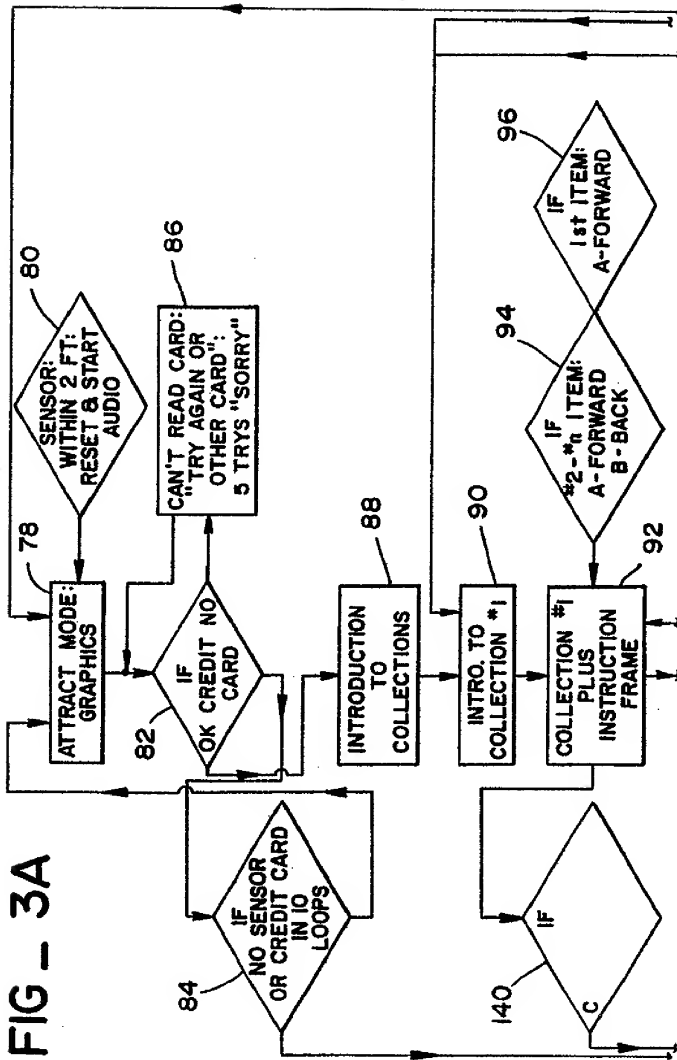 FIG _ 3A
80
SENSOR:
WITHIN 2 FT:
RESET & START
AUDIO
78
ATTRACT MODE:
GRAPHICS
86
CAN'T READ CARD:
"TRY AGAIN OR
OTHER CARD":
5 TRYS "SORRY"
82
IF
OK CREDIT NO
CARD
84
IF
NO SENSOR
OR CREDIT CARD
IN 10
LOOPS
88
INTRODUCTION
TO
COLLECTIONS
90
INTRO. TO
COLLECTION #1
96
IF
1st ITEM:
A-FORWARD
94
IF
#2-#n ITEM:
A-FORWARD
B-BACK
92
COLLECTION #1
PLUS
INSTRUCTION
FRAME
140
IF
C